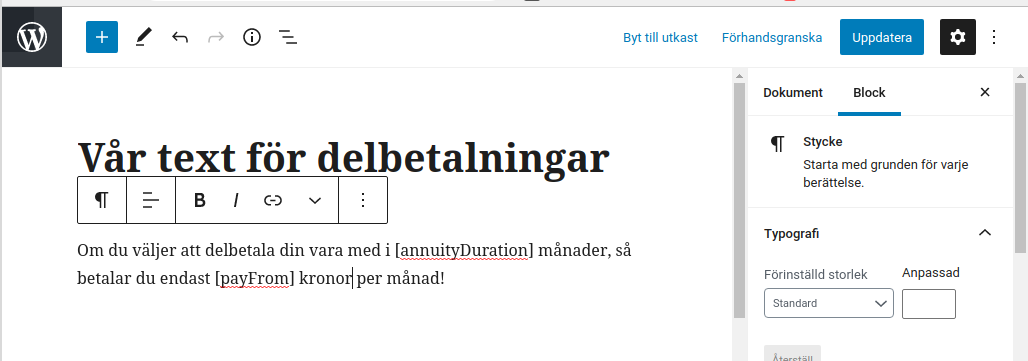 Byt till utkast Förhandsgranska Uppdatera
Dokument Block
Vår text för delbetalningar
B I
Om du väljer att delbetala din vara med i [annuityDuration] månader, så
betalar du endast [payFrom] kronor per månad!
Stycke
Starta med grunden för varje
berättelse.
Typografi
Förinställd storlek Anpassad
Standard
Återställ